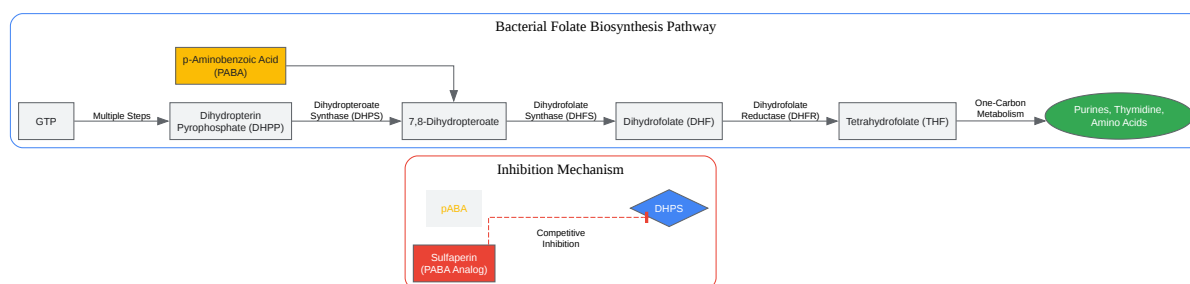 Bacterial Folate Biosynthesis Pathway
p-Aminobenzoic Acid
(PABA)
GTP
Multiple Steps
Dihydropterin
Pyrophosphate (DHPP)
Dihydropteroate
Synthase (DHPS)
7,8-Dihydropteroate
Dihydrofolate
Synthase (DHFS)
Dihydrofolate (DHF)
Dihydrofolate
Reductase (DHFR)
Tetrahydrofolate (THF)
One-Carbon
Metabolism
Purines, Thymidine,
Amino Acids
Inhibition Mechanism
pABA
DHPS
Competitive
Inhibition
Sulfaperin
(PABA Analog)